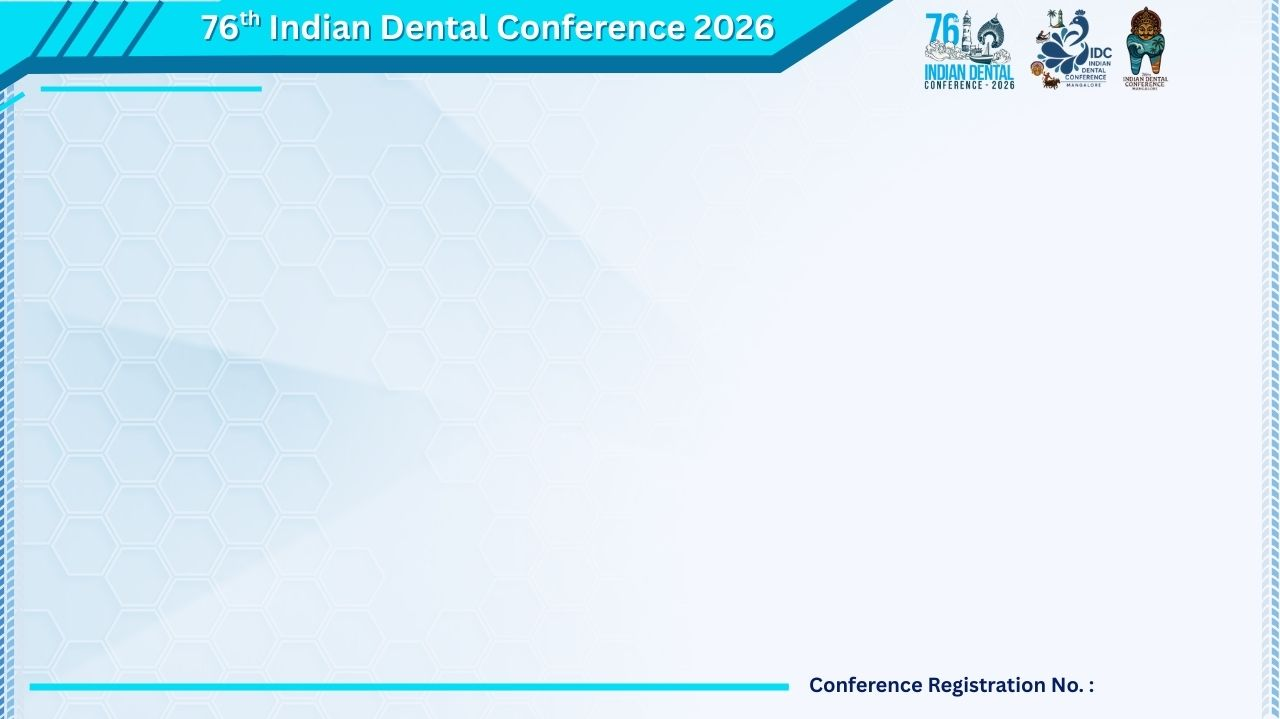 76th Indian Dental Conference 2026
76
INDIAN DENTAL
CONFERENCE - 2026
IDC
INDIAN
DENTAL
CONFERENCE
MANGALORE
INDIAN DENTAL
CONFERENCE
MANGALORE
Conference Registration No. :